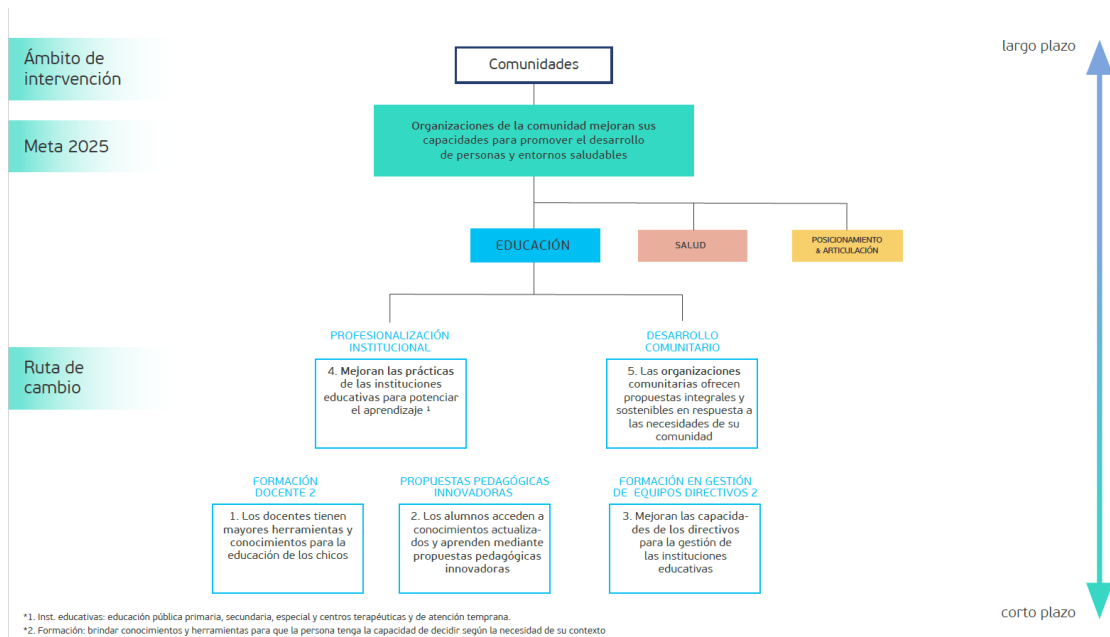 Ámbito de
intervención
Comunidades
largo plazo
Meta 2025
Organizaciones de la comunidad mejoran sus
capacidades para promover el desarrollo
de personas y entornos saludables
EDUCACIÓN
SALUD
POSICIONAMIENTO
& ARTICULACIÓN
Ruta de
cambio
PROFESIONALIZACIÓN
INSTITUCIONAL
4. Mejoran las prácticas
de las instituciones
educativas para potenciar
el aprendizaje ¹
DESARROLLO
COMUNITARIO
5. Las organizaciones
comunitarias ofrecen
propuestas integrales y
sostenibles en respuesta a
las necesidades de su
comunidad
FORMACIÓN
DOCENTE 2
1. Los docentes tienen
mayores herramientas y
conocimientos para la
educación de los chicos
PROPUESTAS PEDAGÓGICAS
INNOVADORAS
2. Los alumnos acceden a
conocimientos actualiza-
dos y aprenden mediante
propuestas pedagógicas
innovadoras
FORMACIÓN EN GESTIÓN
DE EQUIPOS DIRECTIVOS 2
3. Mejoran las capacida-
des de los directivos
para la gestión de
las instituciones
educativas
corto plazo
*1. Inst. educativas: educación pública primaria, secundaria, especial y centros terapéuticas y de atención temprana.
*2. Formación: brindar conocimientos y herramientas para que la persona tenga la capacidad de decidir según la necesidad de su contexto